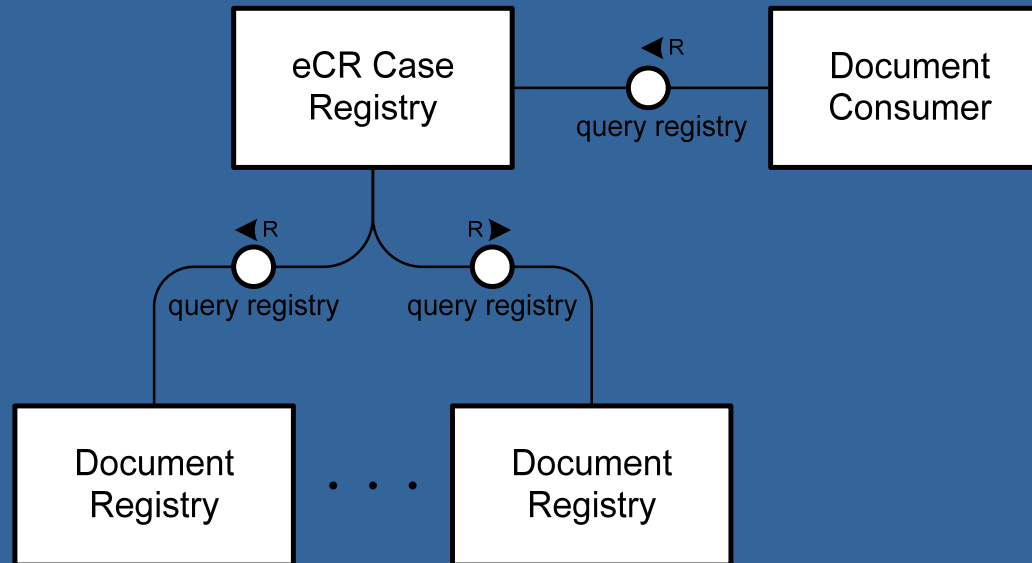 eCR Case
Registry
R
query registry
Document
Consumer
R
query registry
R
query registry
Document
Registry
. . .
Document
Registry